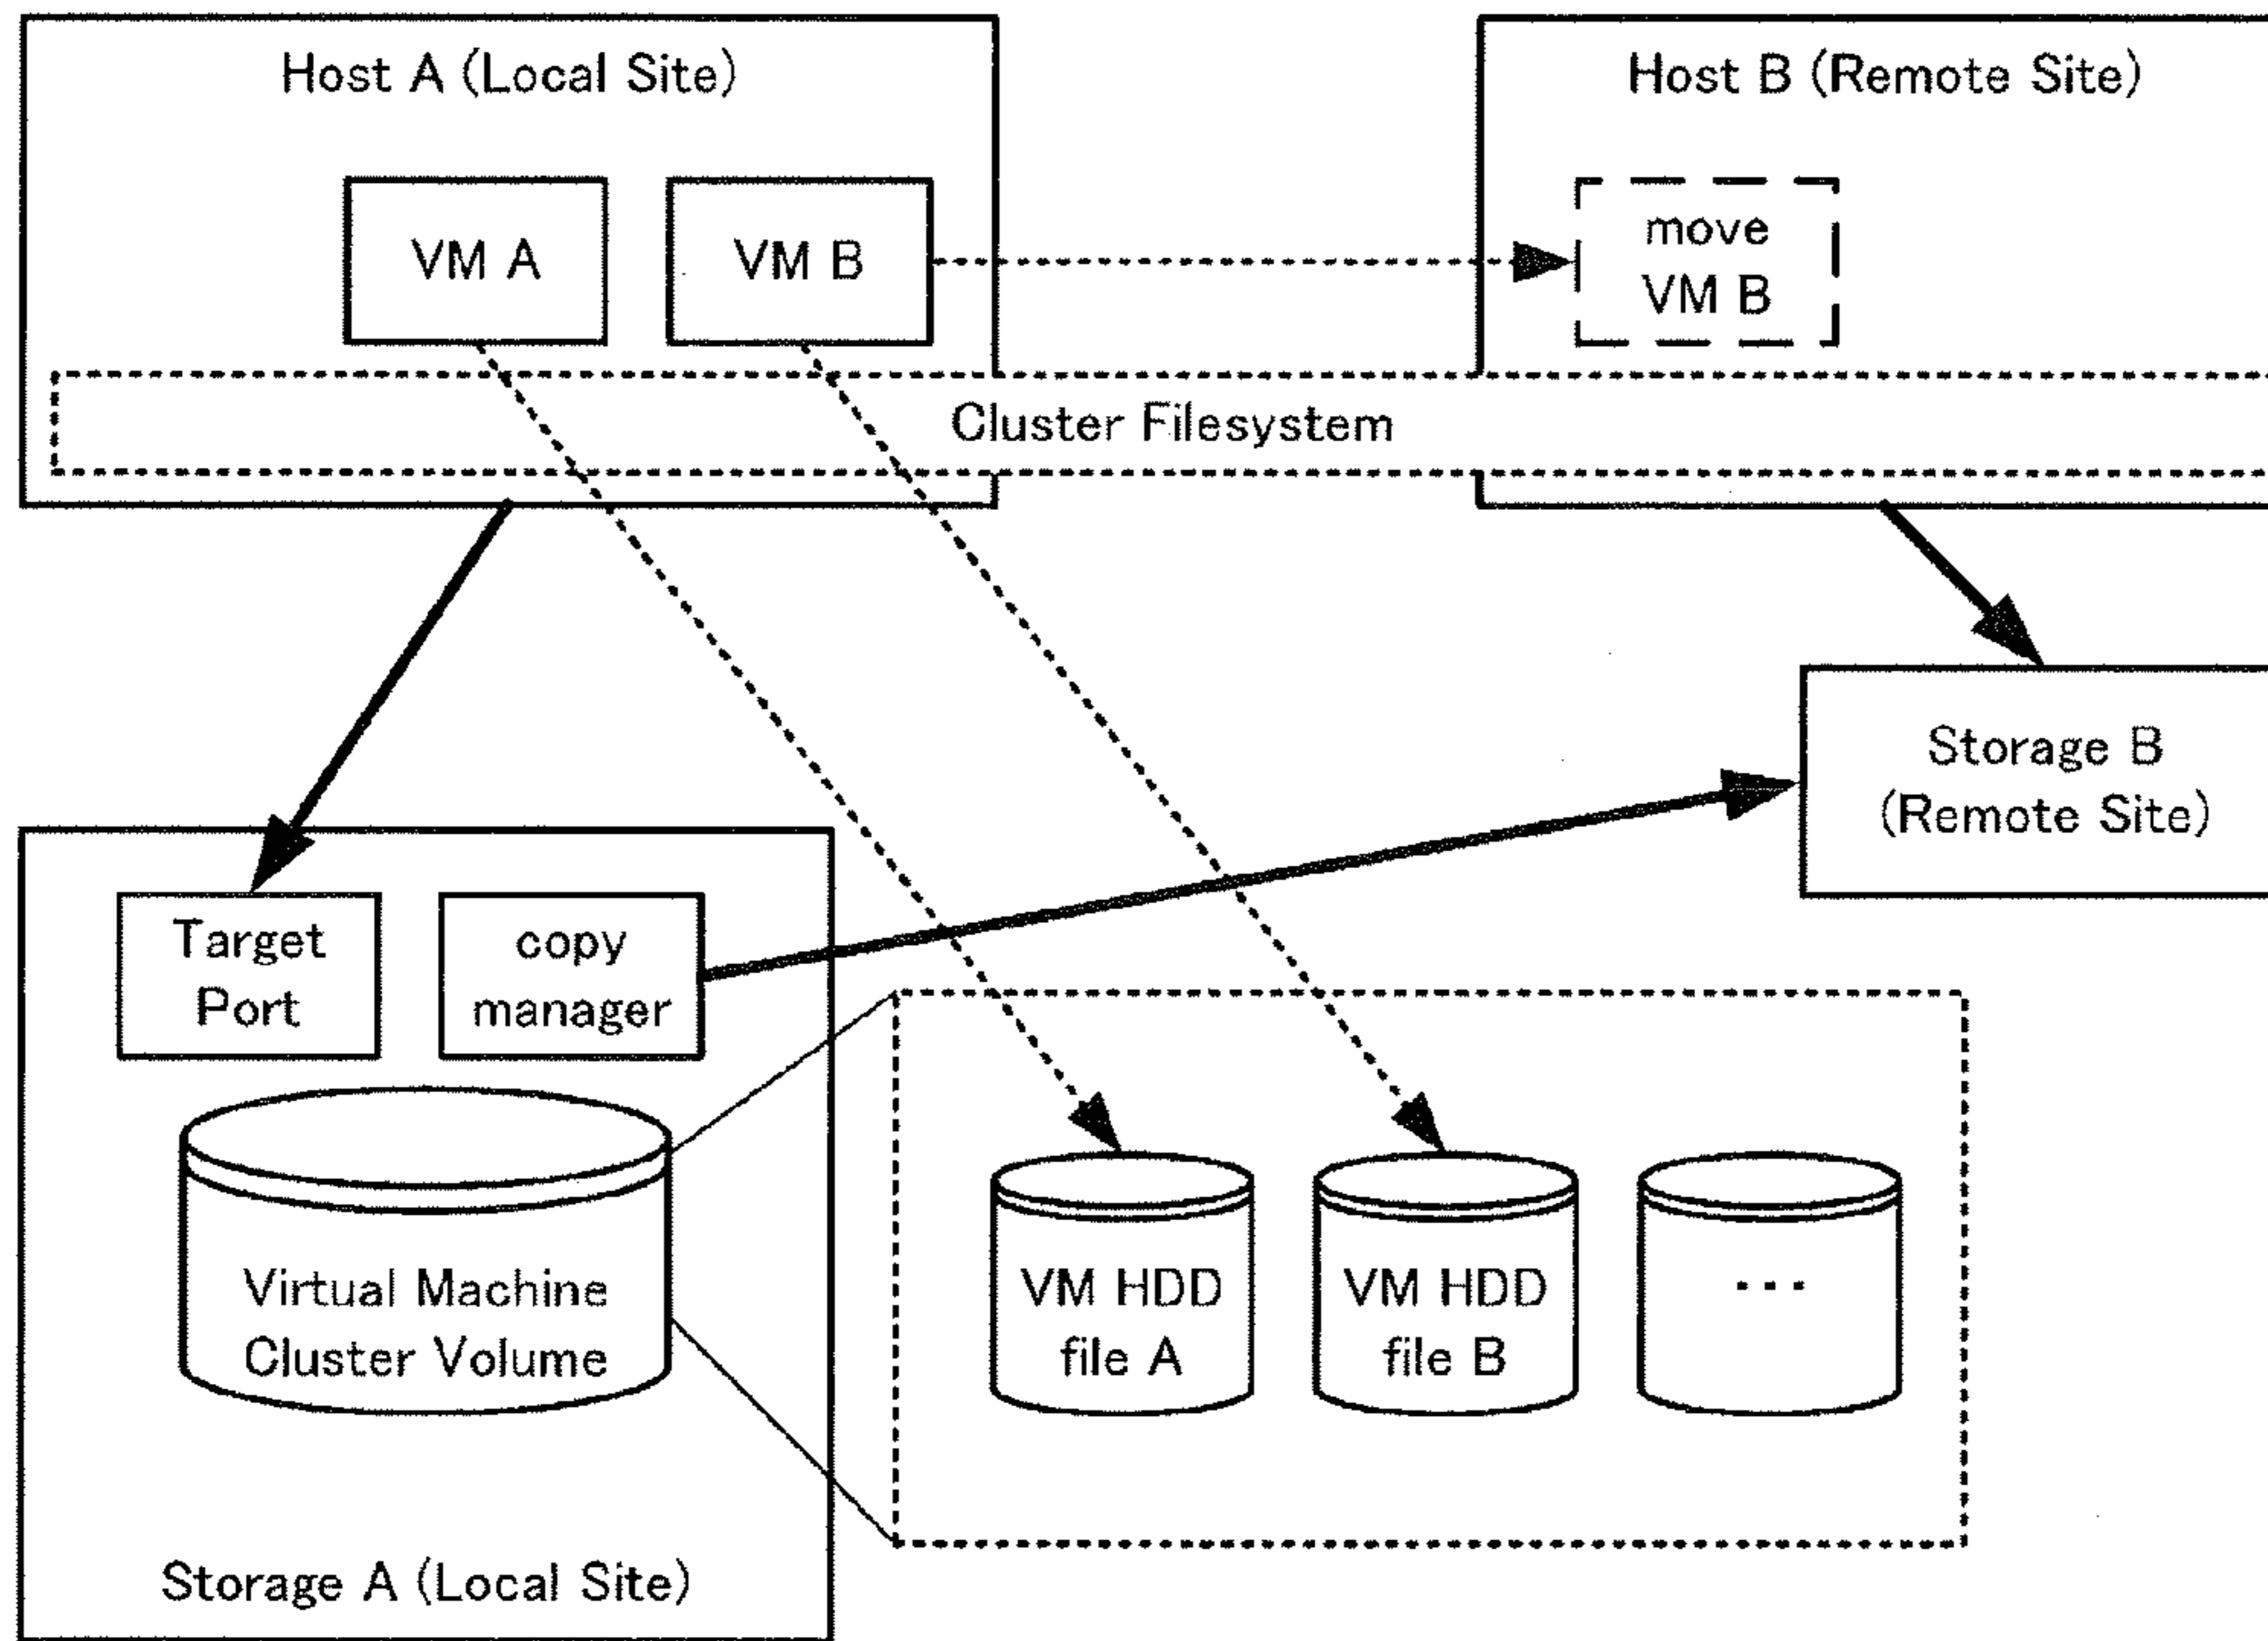 Host A (Local Site)
Host B (Remote Site)
VM A
VM B
move
VM B
Cluster Filesystem
Storage B
(Remote Site)
Target
Port
copy
manager
Virtual Machine
Cluster Volume
VM HDD
file A
VM HDD
file B
...
Storage A (Local Site)